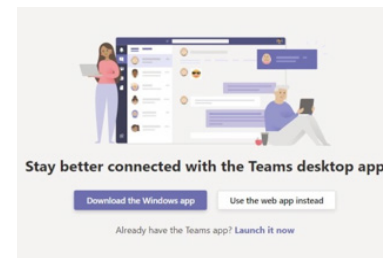 Stay better connected with the Teams desktop app
Download the Windows app
Use the web app instead
Already have the Teams app? Launch it now